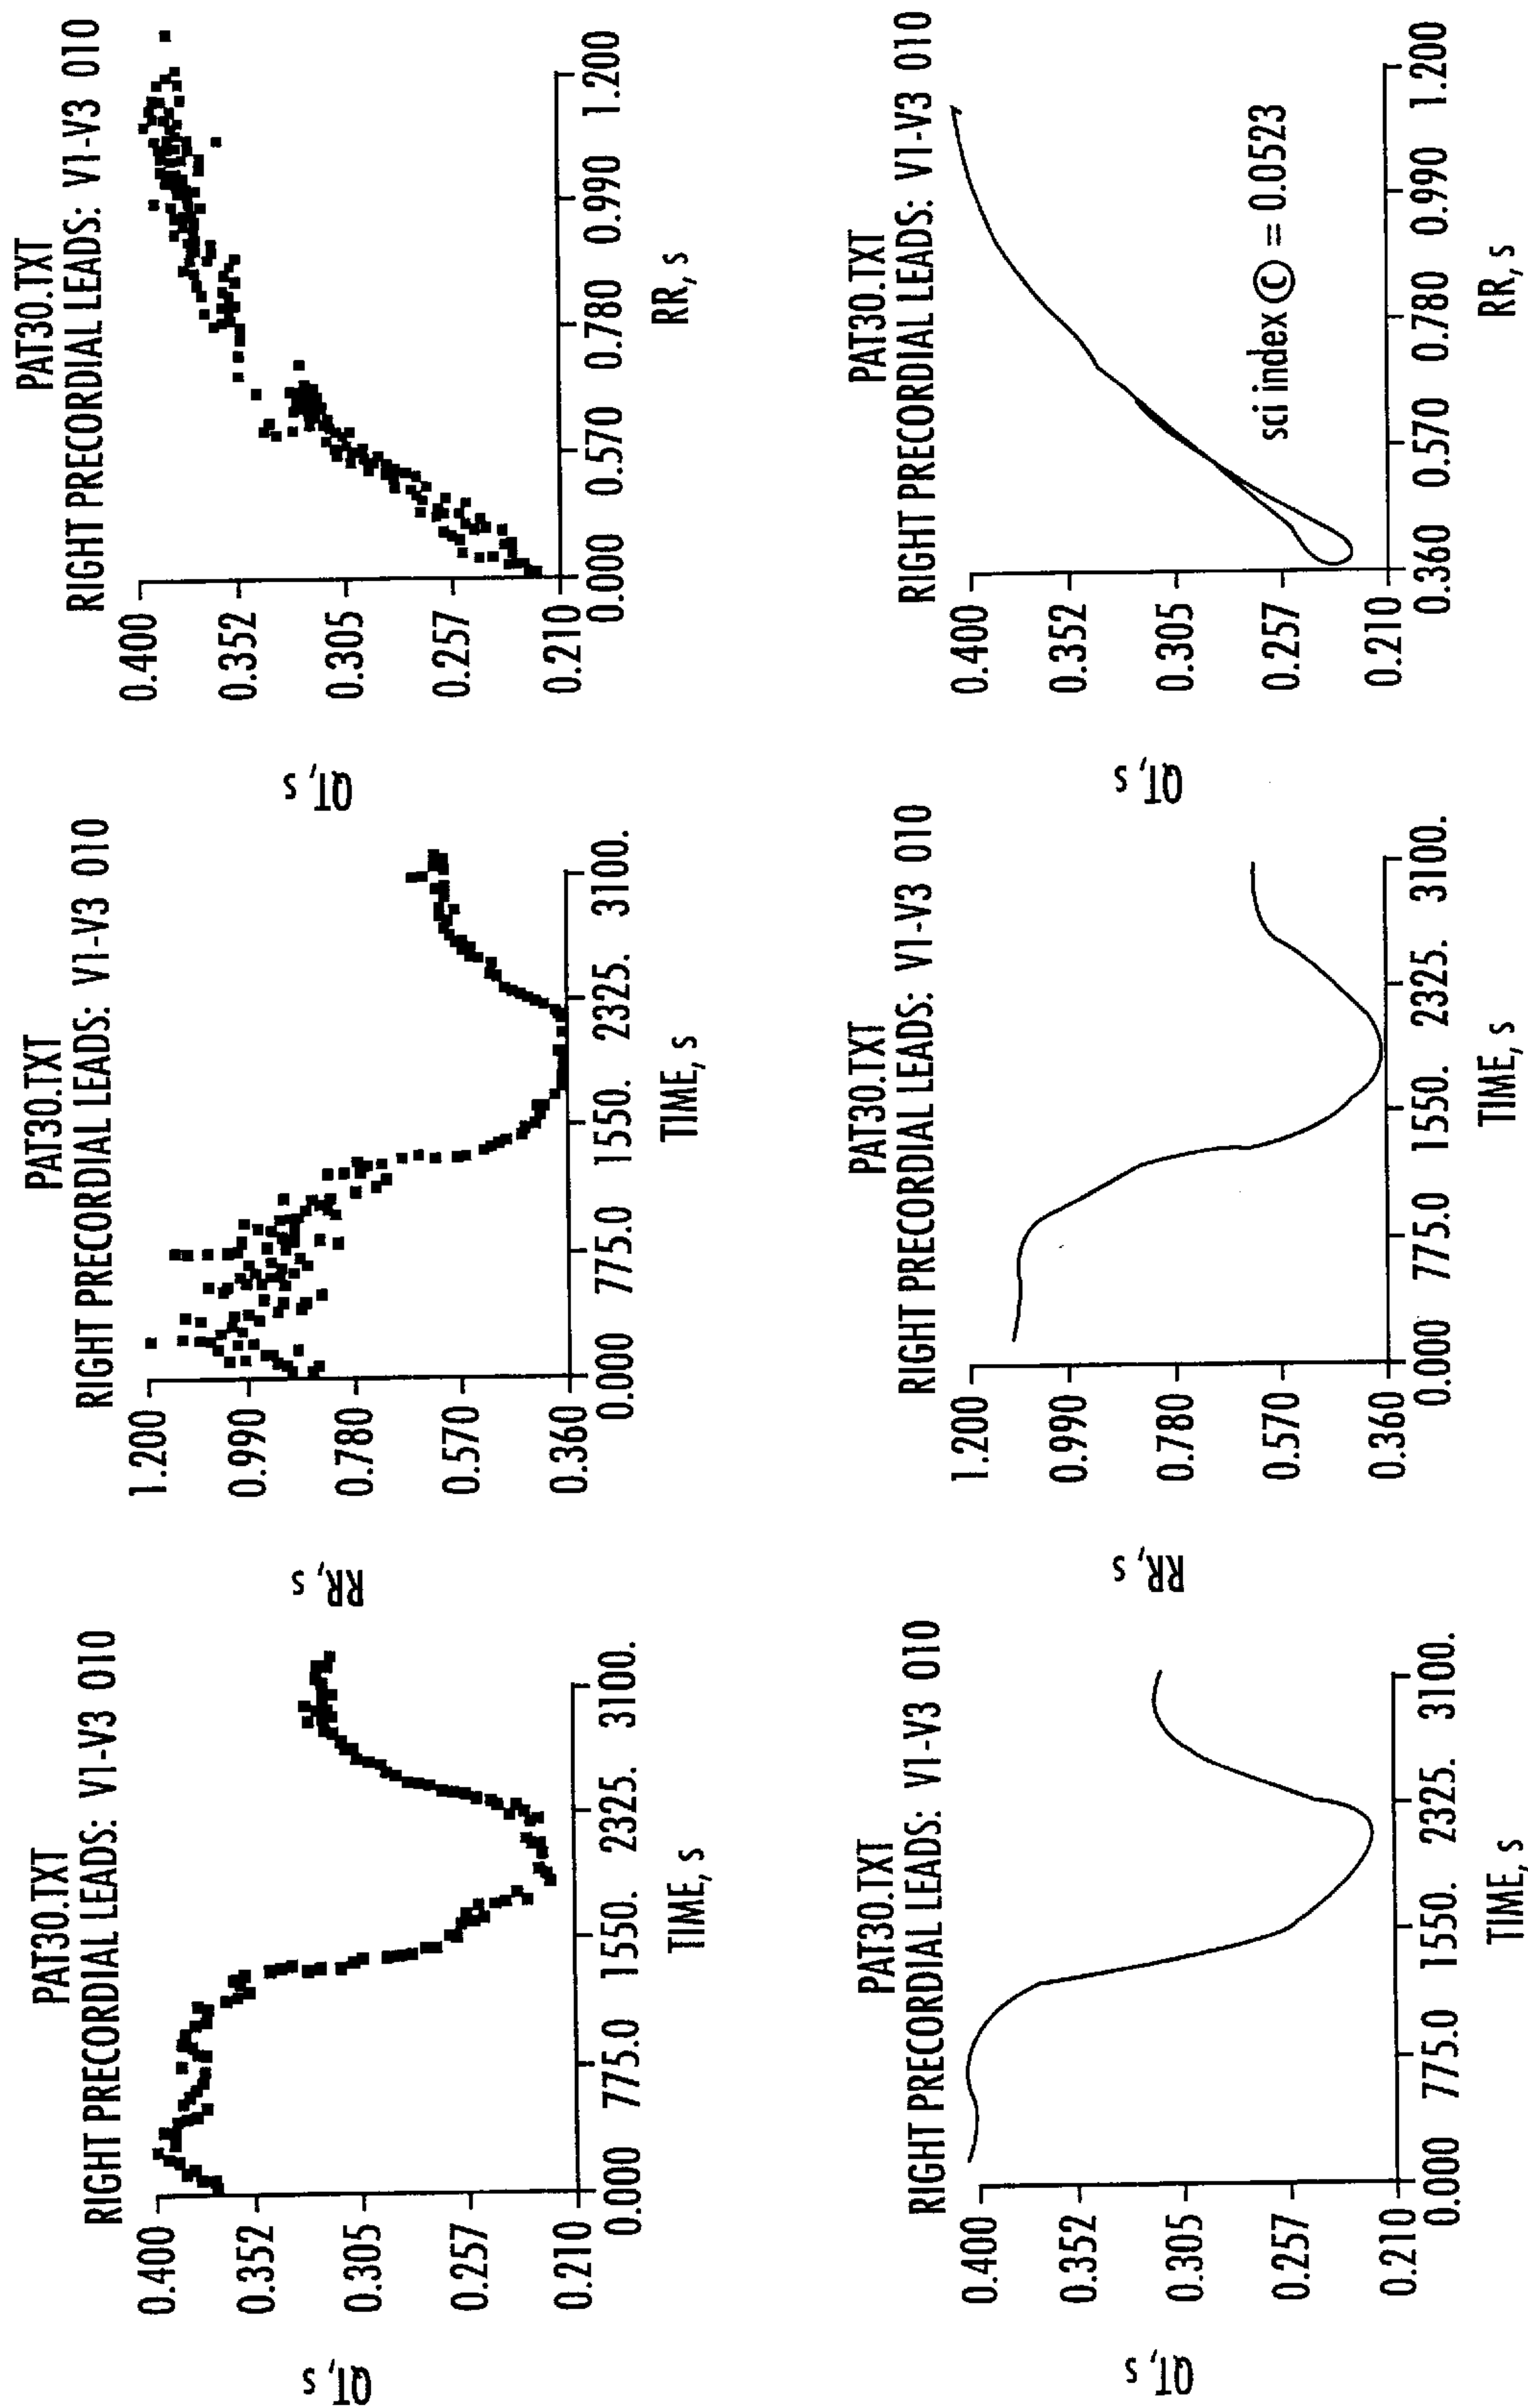 PAT30.TXT
RIGHT PRECORDIAL LEADS: V1-V3 010
QT, s
0.400
0.352
0.305
0.257
0.210
0.000 775.0 1550. 2325. 3100.
TIME, s
PAT30.TXT
RIGHT PRECORDIAL LEADS: V1-V3 010
RR, s
1.200
0.990
0.780
0.570
0.360
0.000 775.0 1550. 2325. 3100.
TIME, s
PAT30.TXT
RIGHT PRECORDIAL LEADS: V1-V3 010
QT, s
0.400
0.352
0.305
0.257
0.210
0.000 0.570 0.780 0.990 1.200
RR, s
PAT30.TXT
RIGHT PRECORDIAL LEADS: V1-V3 010
QT, s
0.400
0.352
0.305
0.257
0.210
0.000 775.0 1550. 2325. 3100.
TIME, s
PAT30.TXT
RIGHT PRECORDIAL LEADS: V1-V3 010
RR, s
1.200
0.990
0.780
0.570
0.360
0.000 775.0 1550. 2325. 3100.
TIME, s
PAT30.TXT
RIGHT PRECORDIAL LEADS: V1-V3 010
QT, s
0.400
0.352
0.305
0.257
0.210
sci index ⓒ = 0.0523
0.360 0.570 0.780 0.990 1.200
RR, s